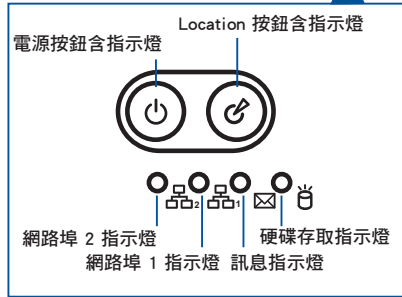 Location 按鈕含指示燈
電源按鈕含指示燈
2 1
網路埠 2 指示燈 硬碟存取指示燈
網路埠 1 指示燈 訊息指示燈